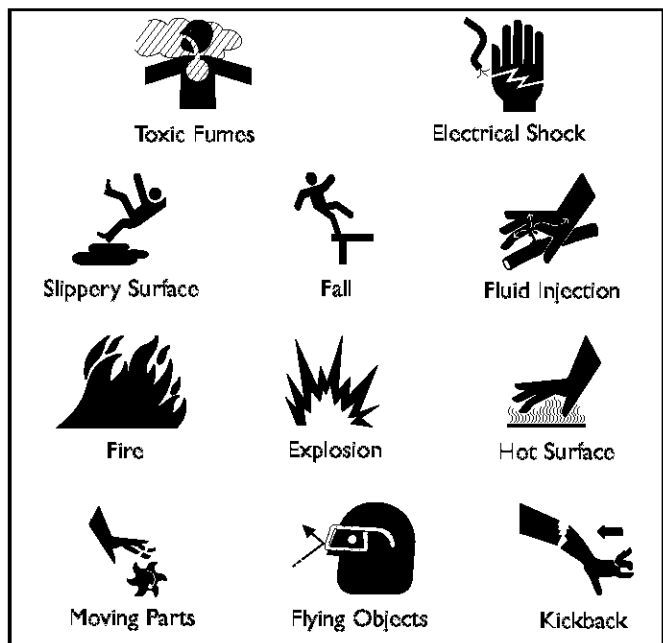 Toxic Fumes
Electrical Shock
Slippery Surface
Fall
Fluid Injection
Fire
Explosion
Hot Surface
Moving Parts
Flying Objects
Kickback